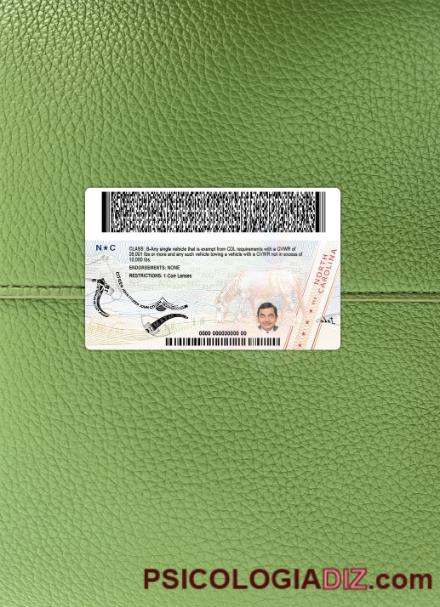 N★C
CLASS: B-Any single vehicle that is exempt from CDL requirements with a GVWR of
26,001 lbs or more and any such vehicle towing a vehicle with a GVWR not in excess of
10,000 lbs.
ENDORSEMENTS: NONE
RESTRICTIONS: 1 Corr Lenses
NORTH
CAROLINA
0000 000000000 00
PSICOLOGIADIZ.com